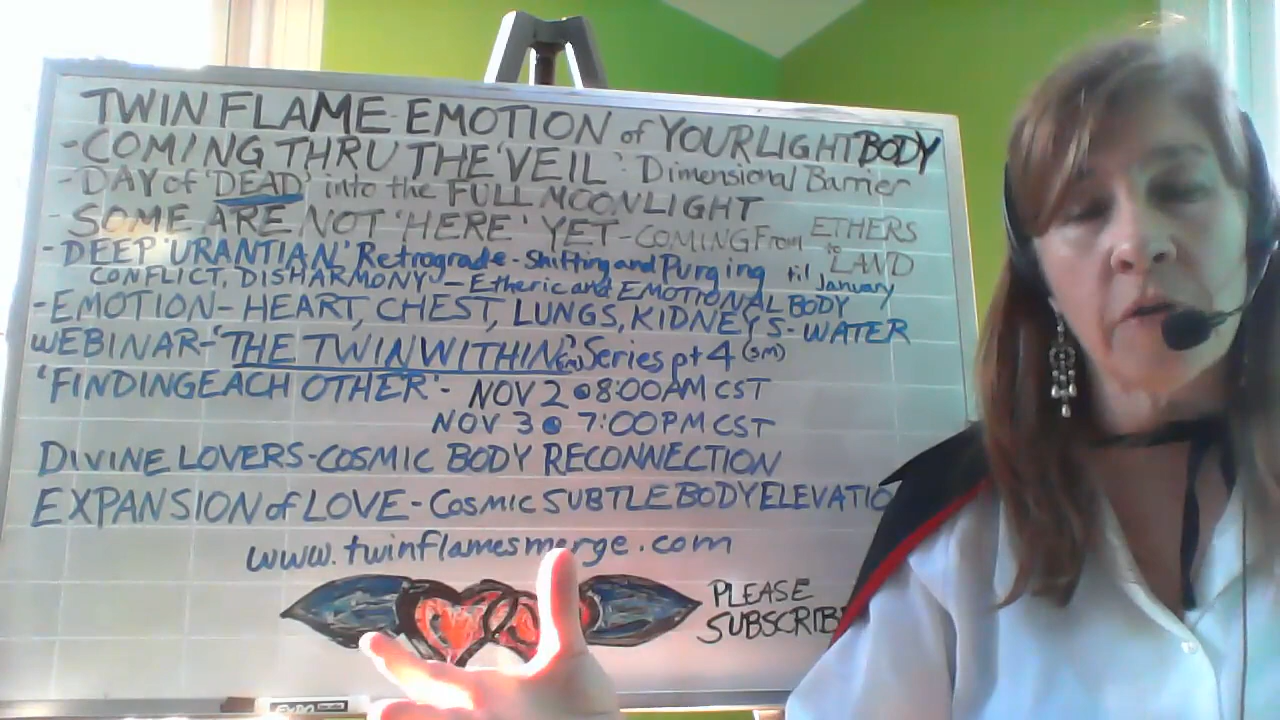 TWIN FLAME - EMOTION of YOUR LIGHT BODY
- COMING THRU THE 'VEIL': Dimensional Barrier
- DAY of 'DEAD' into the FULL MOONLIGHT
- SOME ARE NOT 'HERE' YET - COMING From ETHERS to LAND
- DEEP 'URANTIAN' Retrograde - Shifting and Purging til January
CONFLICT, DISHARMONY - Etheric and EMOTIONAL BODY
- EMOTION - HEART, CHEST, LUNGS, KIDNEYS - WATER
WEBINAR - 'THE TWIN WITHIN' Series pt 4 (SM)
'FINDING EACH OTHER' - NOV 2 @ 8:00AM CST
NOV 3 @ 7:00PM CST
DIVINE LOVERS - COSMIC BODY RECONNECTION
EXPANSION of LOVE - COSMIC SUBTLE BODY ELEVATIO
www.twinflamesmerge.com
PLEASE
SUBSCRIBE
EXPO